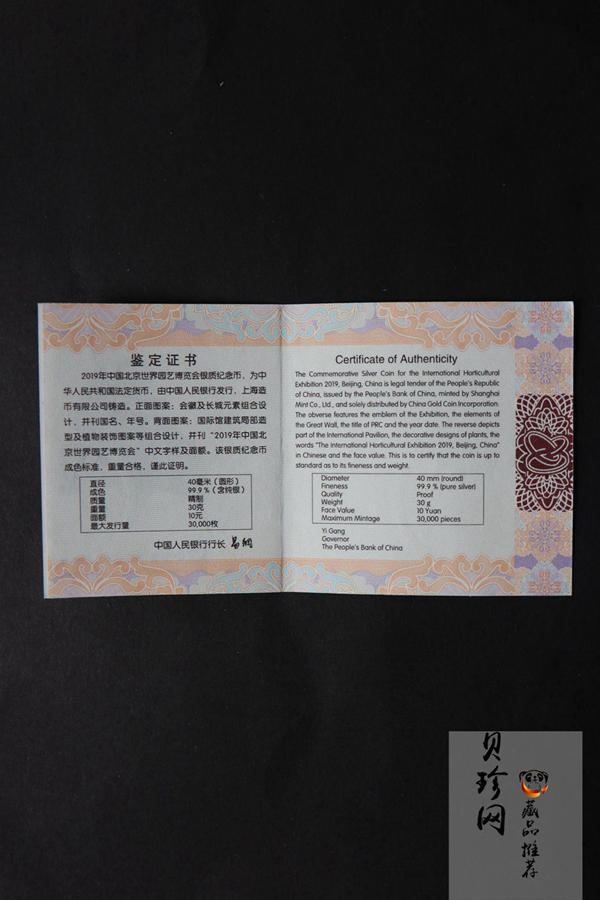 鉴定证书
2019年中国北京世界园艺博览会银质纪念币，为中
华人民共和国法定货币，由中国人民银行发行，上海造
币有限公司铸造。正面图案：会徽及长城元素组合设
计，并刊国名、年号。背面图案：国际馆建筑局部造
型及植物装饰图案等组合设计，并刊“2019年中国北
京世界园艺博览会”中文字样及面额。该银质纪念币
成色标准，重量合格，谨此证明。
直径 40毫米（圆形）
成色 99.9％（含纯银）
质量 精制
重量 30克
面额 10元
最大发行量 30,000枚
中国人民银行行长 易纲
Certificate of Authenticity
The Commemorative Silver Coin for the International Horticultural
Exhibition 2019, Beijing, China is legal tender of the People's Republic
of China, issued by the People's Bank of China, minted by Shanghai
Mint Co., Ltd., and solely distributed by China Gold Coin Incorporation.
The obverse features the emblem of the Exhibition, the elements of
the Great Wall, the title of PRC and the year date. The reverse depicts
part of the International Pavilion, the decorative designs of plants, the
words "The International Horticultural Exhibition 2019, Beijing, China"
in Chinese and the face value. This is to certify that the coin is up to
standard as to its fineness and weight.
Diameter 40 mm (round)
Fineness 99.9 % (pure silver)
Quality Proof
Weight 30 g
Face Value 10 Yuan
Maximum Mintage 30,000 pieces
Yi Gang
Governor
The People's Bank of China
贝珍网
藏品推荐